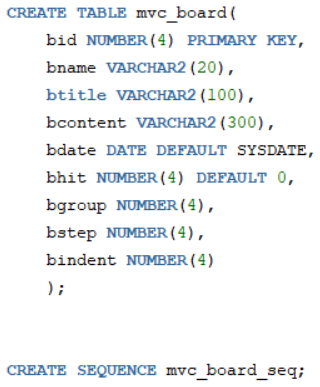 CREATE TABLE mvc_board(
bid NUMBER(4) PRIMARY KEY,
bname VARCHAR2(20),
btitle VARCHAR2(100),
bcontent VARCHAR2(300),
bdate DATE DEFAULT SYSDATE,
bhit NUMBER(4) DEFAULT 0,
bgroup NUMBER(4),
bstep NUMBER(4),
bindent NUMBER(4)
);
CREATE SEQUENCE mvc_board_seq;